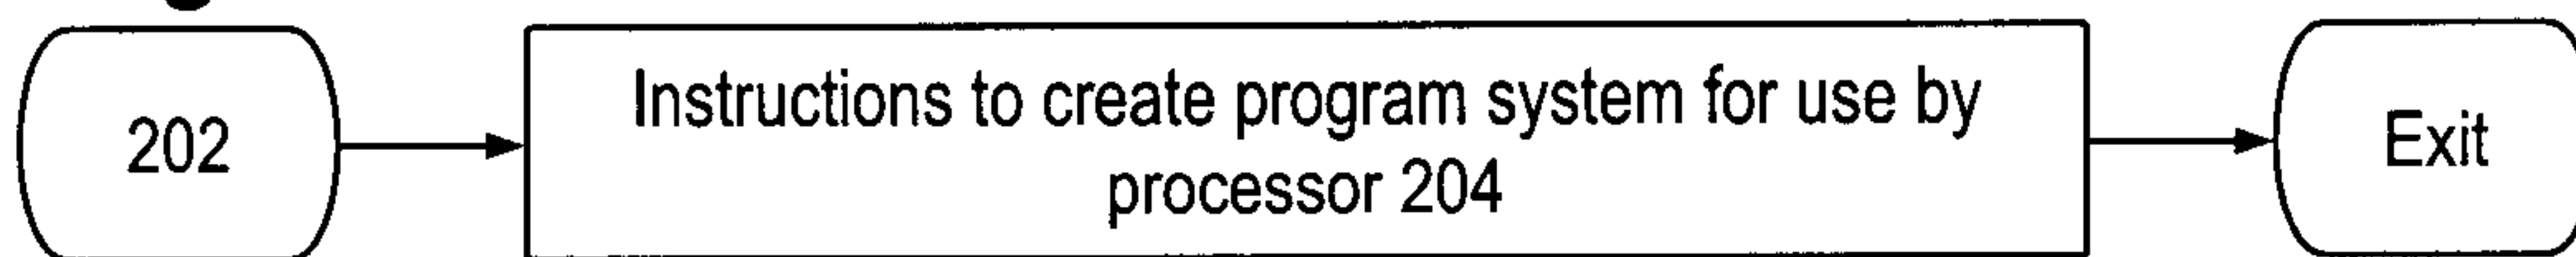 202
Instructions to create program system for use by
processor 204
Exit